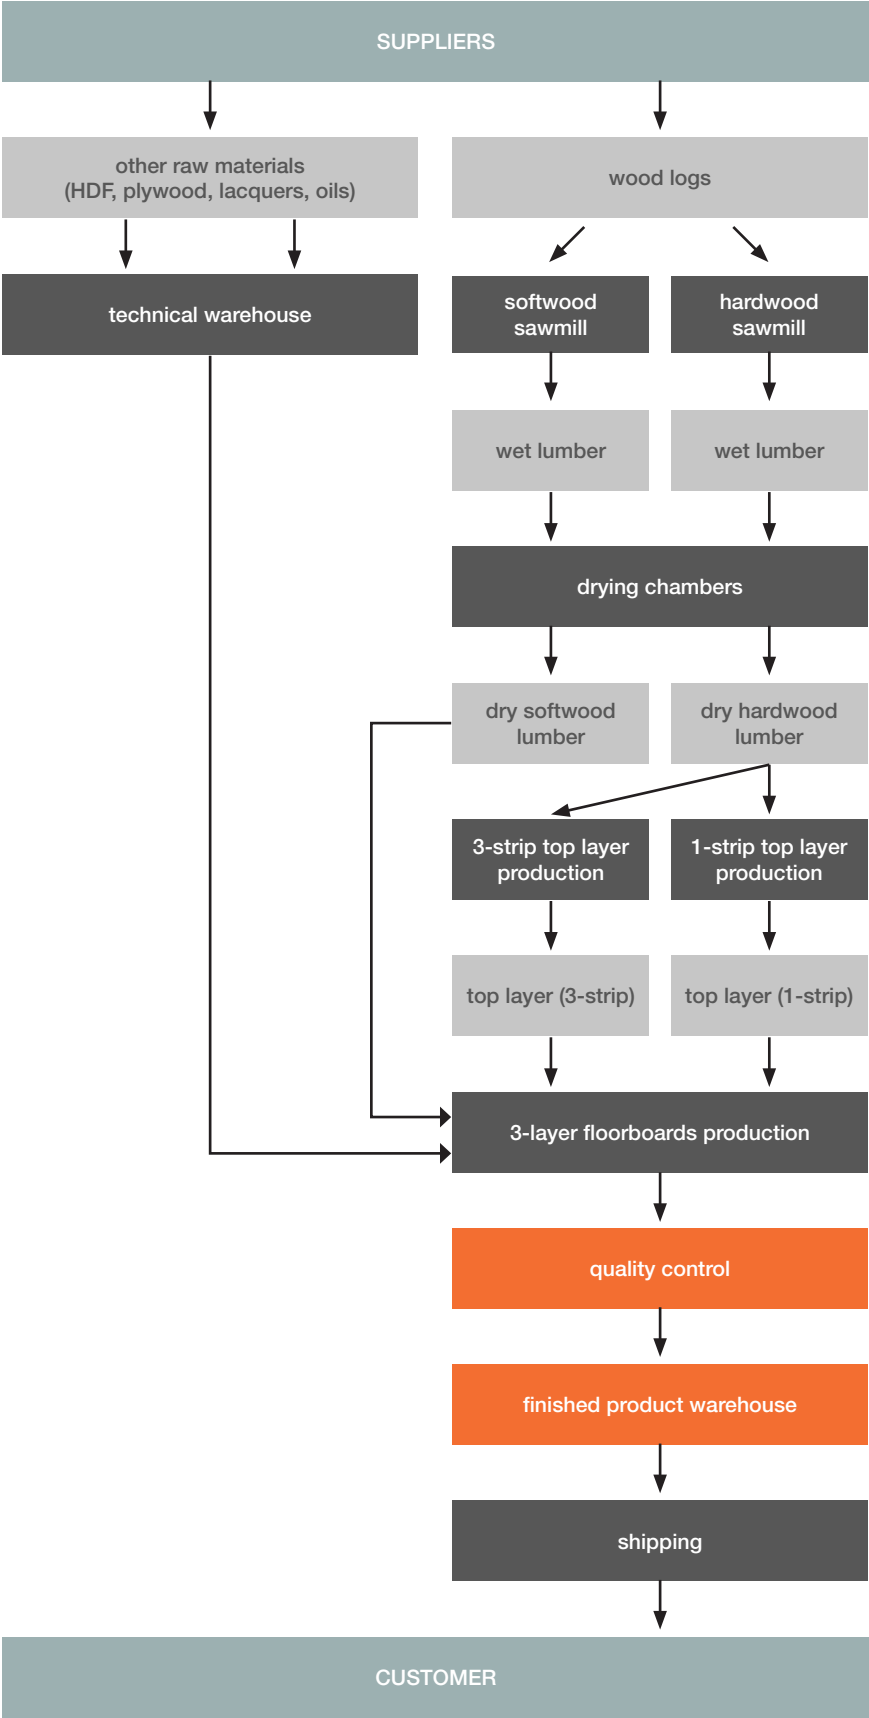 SUPPLIERS
other raw materials
(HDF, plywood, lacquers, oils)
wood logs
technical warehouse
softwood
sawmill
hardwood
sawmill
wet lumber
wet lumber
drying chambers
dry softwood
lumber
dry hardwood
lumber
3-strip top layer
production
1-strip top layer
production
top layer (3-strip)
top layer (1-strip)
3-layer floorboards production
quality control
finished product warehouse
shipping
CUSTOMER